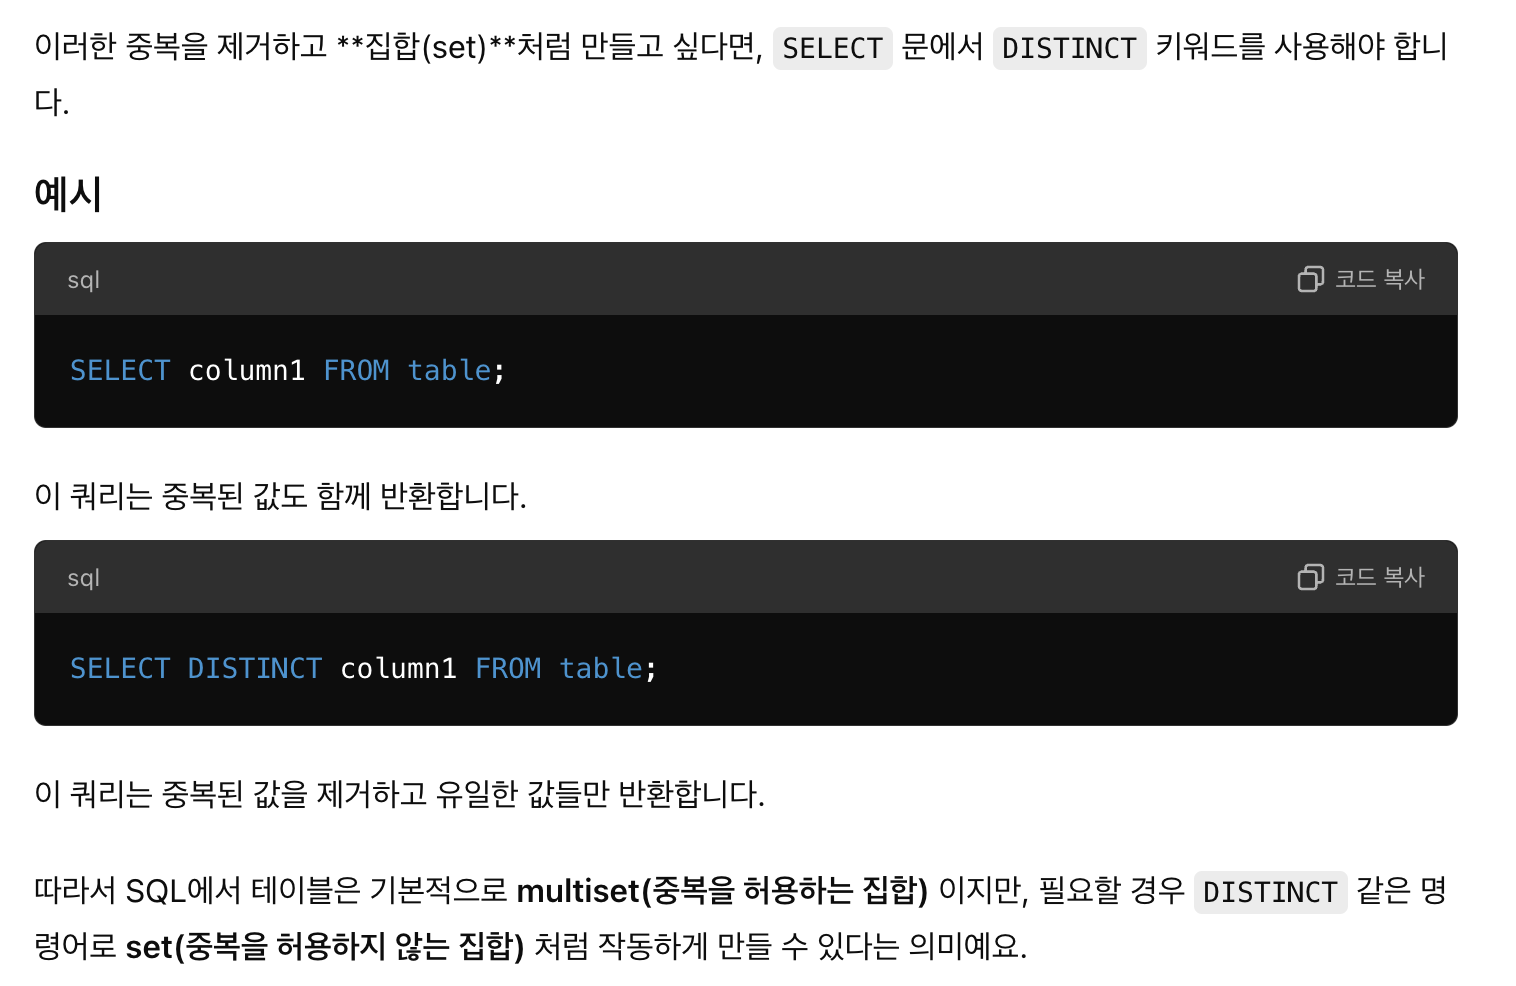 이러한 중복을 제거하고 **집합(set)**처럼 만들고 싶다면, SELECT 문에서 DISTINCT 키워드를 사용해야 합니
다.
예시
sql 코드 복사
SELECT column1 FROM table;
이 쿼리는 중복된 값도 함께 반환합니다.
sql 코드 복사
SELECT DISTINCT column1 FROM table;
이 쿼리는 중복된 값을 제거하고 유일한 값들만 반환합니다.
따라서 SQL에서 테이블은 기본적으로 multiset(중복을 허용하는 집합) 이지만, 필요할 경우 DISTINCT 같은 명
령어로 set(중복을 허용하지 않는 집합) 처럼 작동하게 만들 수 있다는 의미예요.